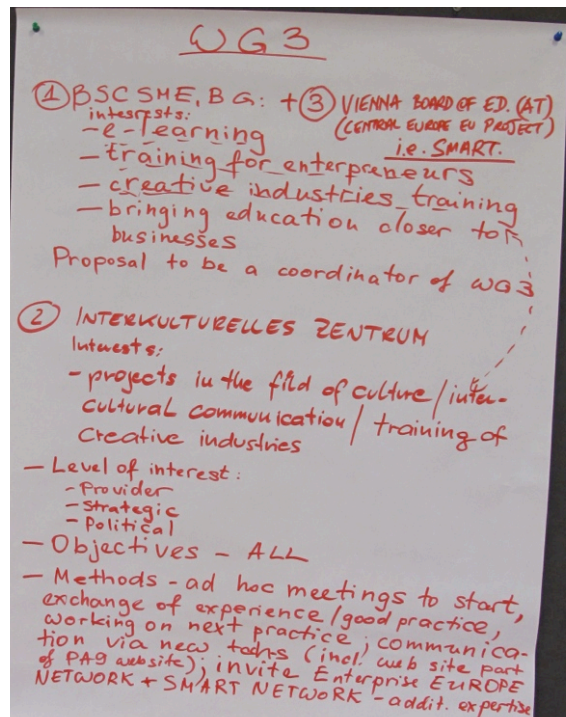 WG3
① BSC SME, BG: + ③ VIENNA BOARD OF ED. (AT)
(CENTRAL EUROPE EU PROJECT)
i.e. SMART.
interests:
- e-learning
- training for enterpreneurs
- creative industries training
- bringing education closer to
businesses
Proposal to be a coordinator of WG3
② INTERKULTURELLES ZENTRUM
Interests:
- projects in the fild of culture/inter-
cultural communication/ training of
creative industries
- Level of interest:
- Provider
- Strategic
- Political
- Objectives - ALL
- Methods - ad hoc meetings to start,
exchange of experience/good practice,
working on next practice; communica-
tion via new (incl. web site part
of PA9 website); invite Enterprise EUROPE
NETWORK + SMART NETWORK - addit. expertise